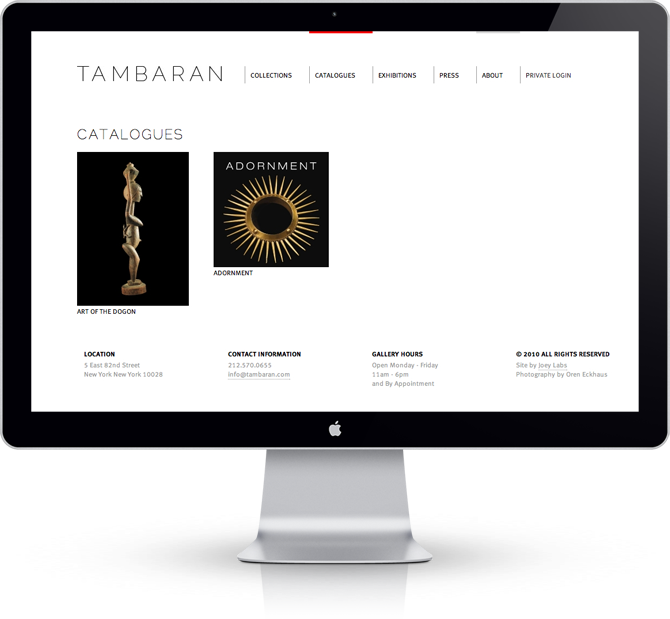 TAMBARAN
COLLECTIONS
CATALOGUES
EXHIBITIONS
PRESS
ABOUT
PRIVATE LOGIN
CATALOGUES
ADORNMENT
ADORNMENT
ART OF THE DOGON
LOCATION
5 East 82nd Street
New York New York 10028
CONTACT INFORMATION
212.570.0655
info@tambaran.com
GALLERY HOURS
Open Monday - Friday
11am - 6pm
and By Appointment
© 2010 ALL RIGHTS RESERVED
Site by Joey Labs
Photography by Oren Eckhaus